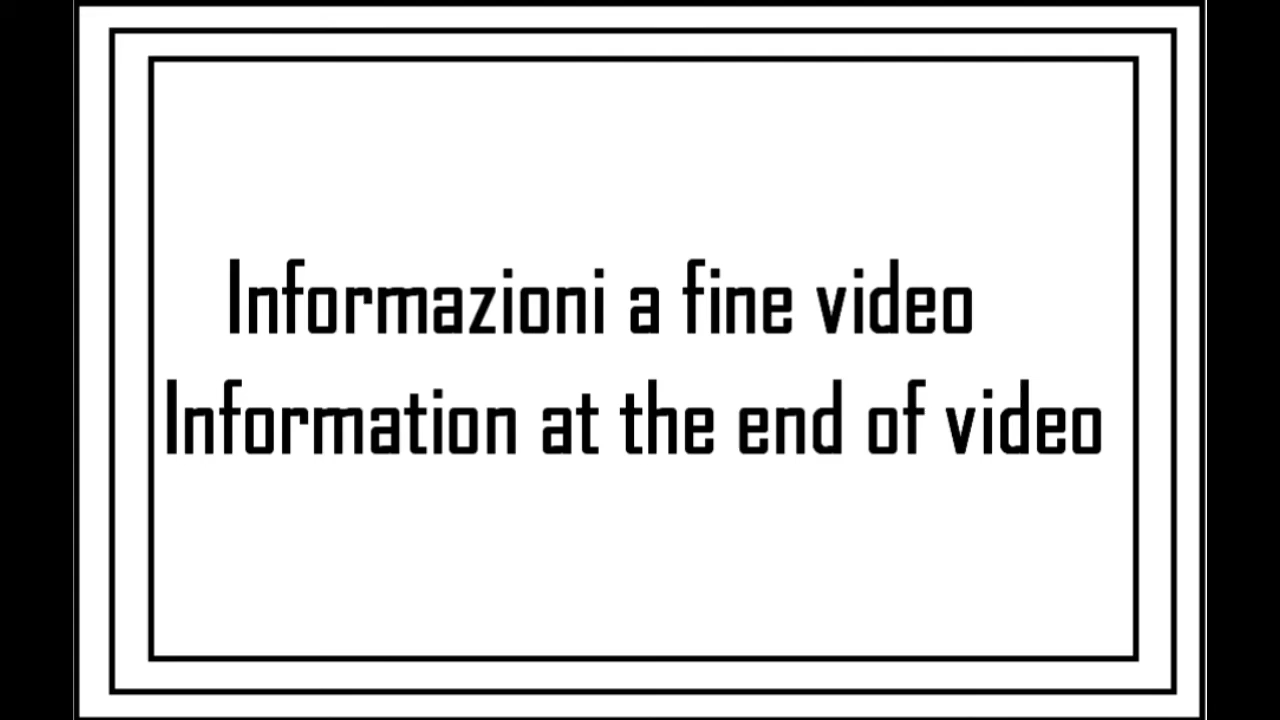 Informazioni a fine video
Information at the end of video